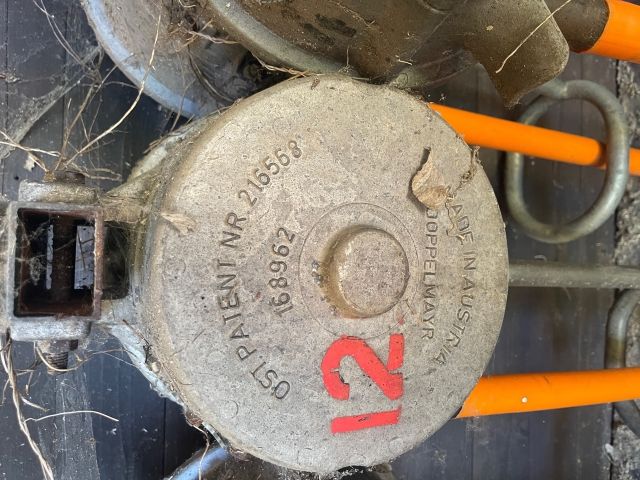 ÖST PATENT NR 216568
168962
MADE IN AUSTRIA
DOPPELMAYR
12